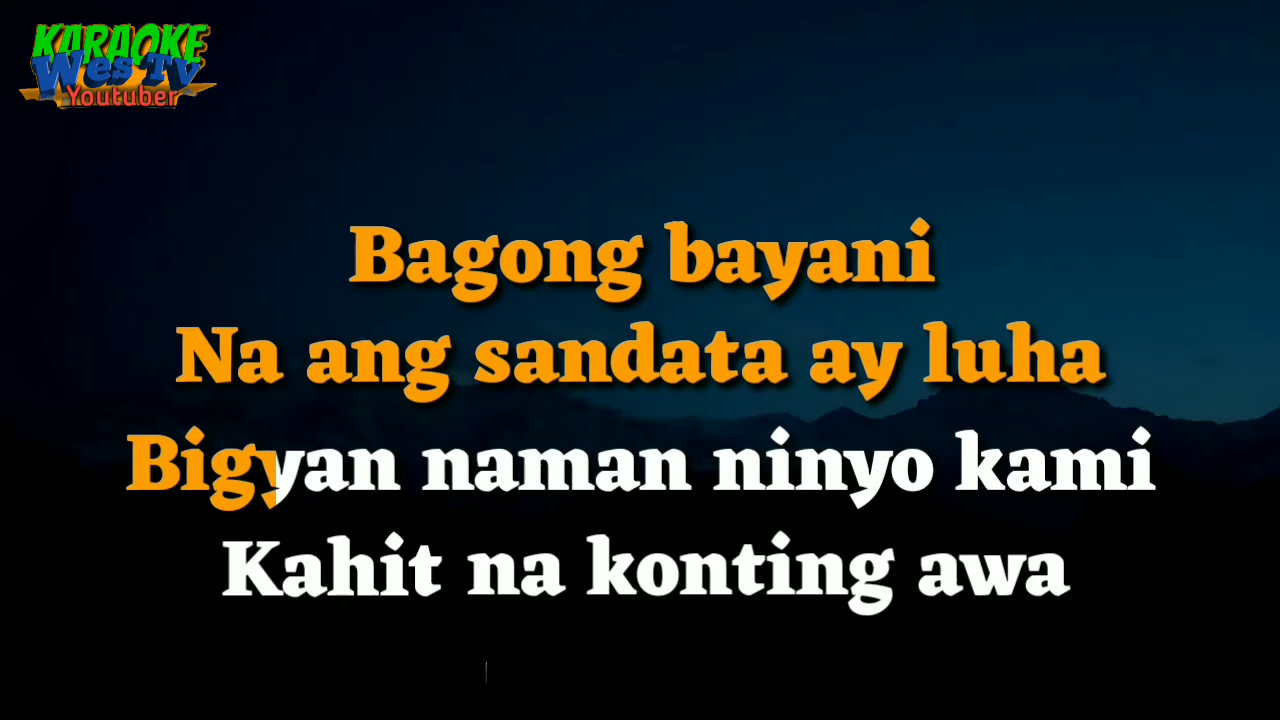 KARAOKE
Wes Tv
Youtuber
Bagong bayani
Na ang sandata ay luha
Bigyan naman ninyo kami
Kahit na konting awa